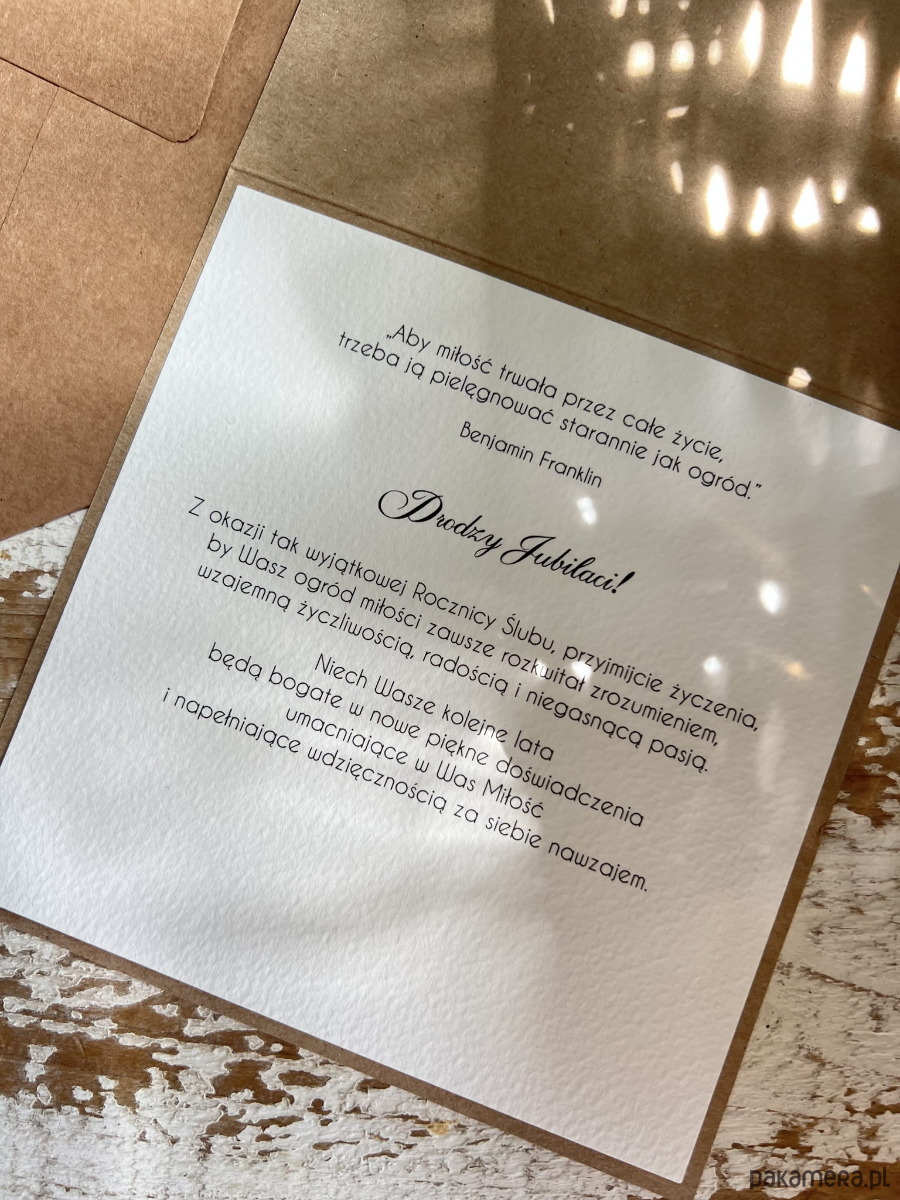 „Aby miłość trwała przez całe życie,
trzeba ją pielęgnować starannie jak ogród."
Benjamin Franklin
Drodzy Jubilaci!
Z okazji tak wyjątkowej Rocznicy Ślubu, przyjmijcie życzenia,
by Wasz ogród miłości zawsze rozkwitał zrozumieniem,
wzajemną życzliwością, radością i niegasnącą pasją.
Niech Wasze kolejne lata
będą bogate w nowe piękne doświadczenia
umacniające w Was Miłość
i napełniające wdzięcznością za siebie nawzajem.
pakamera.pl